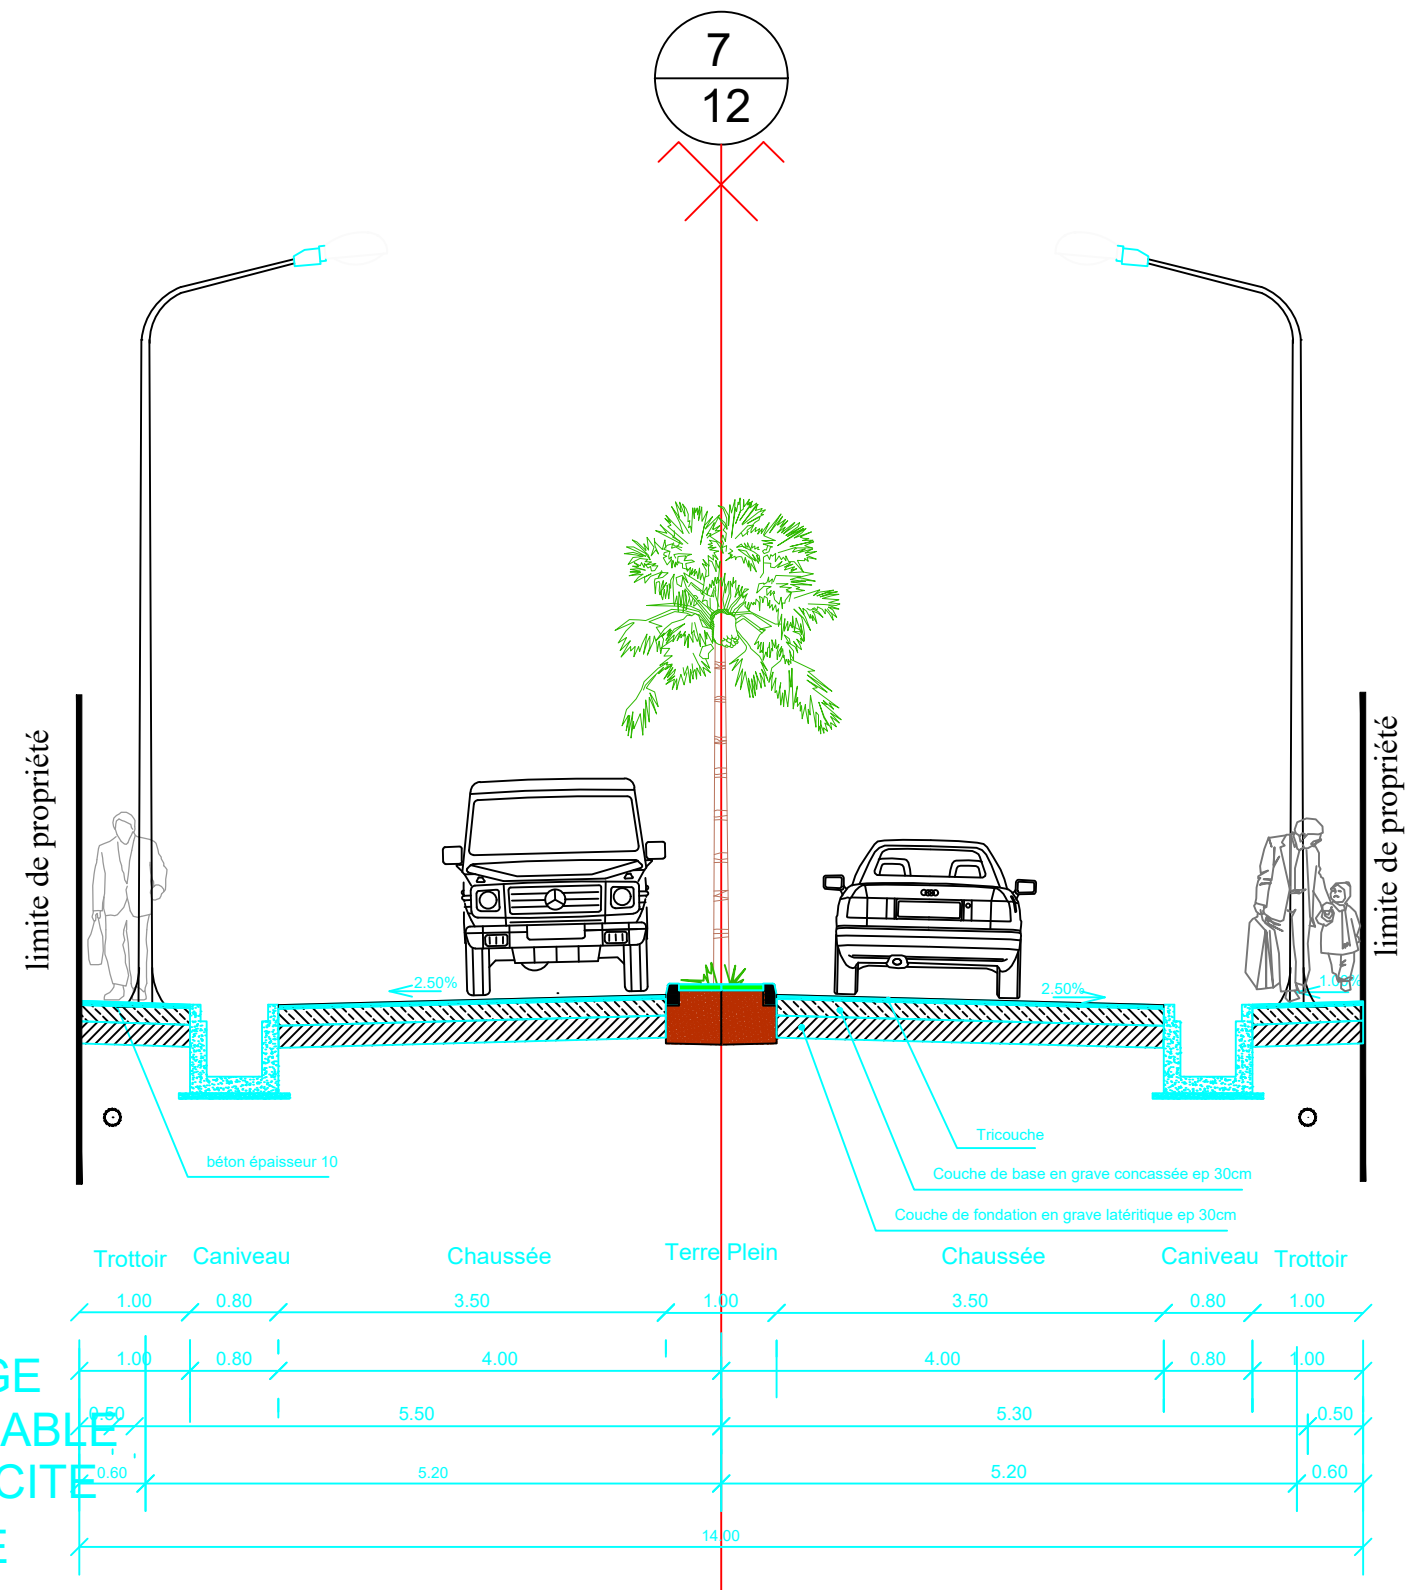 7
12
limite de propriété
limite de propriété
2.50%
2.50%
1.00%
béton épaisseur 10
Tricouche
Couche de base en grave concassée ep 30cm
Couche de fondation en grave latéritique ep 30cm
Trottoir Caniveau Chaussée Terre Plein Chaussée Caniveau Trottoir
1.00 0.80 3.50 1.00 3.50 0.80 1.00
1.00 0.80 4.00 4.00 0.80 1.00
GE
0.50 5.50 5.30 0.50
ABLE
0.60 5.20 5.20 0.60
CITE
14.00
E